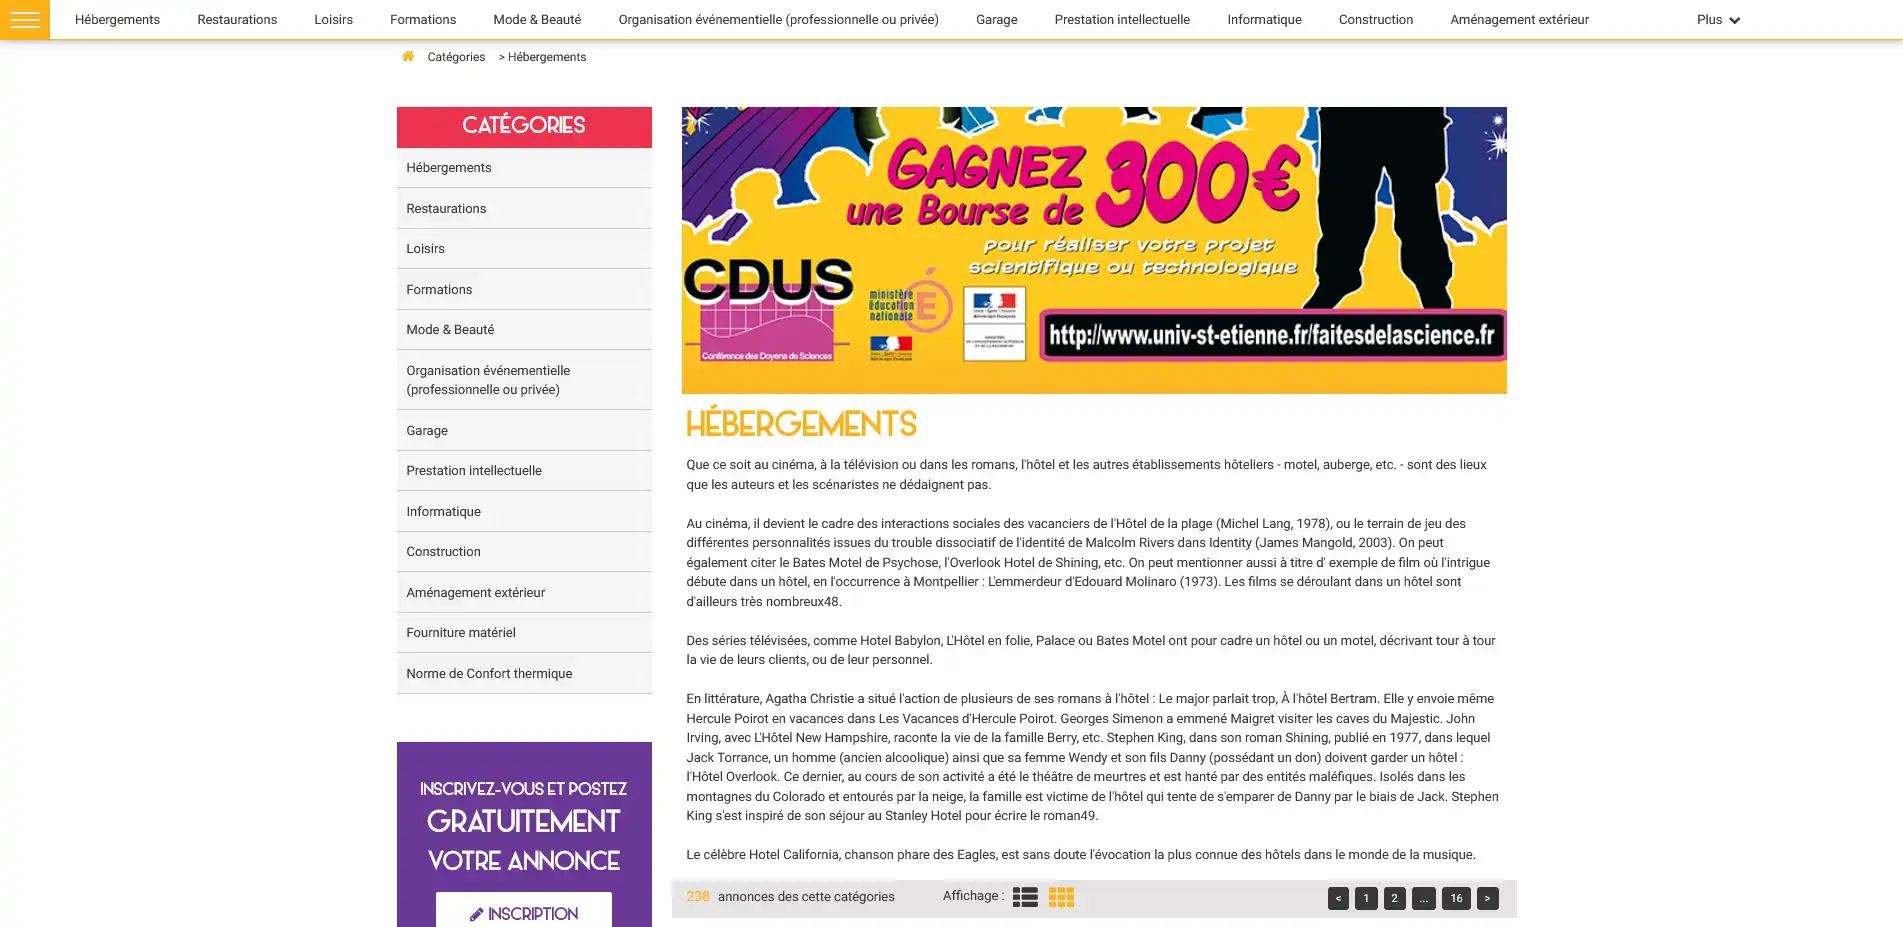 Hébergements Restaurations Loisirs Formations Mode & Beauté Organisation événementielle (professionnelle ou privée) Garage Prestation intellectuelle Informatique Construction Aménagement extérieur Plus
Catégories > Hébergements
CATÉGORIES
Hébergements
Restaurations
Loisirs
Formations
Mode & Beauté
Organisation événementielle
(professionnelle ou privée)
Garage
Prestation intellectuelle
Informatique
Construction
Aménagement extérieur
Fourniture matériel
Norme de Confort thermique
INSCRIVEZ-VOUS ET POSTEZ
GRATUITEMENT
VOTRE ANNONCE
INSCRIPTION
GAGNEZ 300€
une Bourse de
pour réaliser votre projet
scientifique ou technologique
CDUS
Conférence des Doyens de Sciences
ministère
éducation
nationale
É
http://www.univ-st-etienne.fr/faitesdelascience.fr
HÉBERGEMENTS
Que ce soit au cinéma, à la télévision ou dans les romans, l'hôtel et les autres établissements hôteliers - motel, auberge, etc. - sont des lieux
que les auteurs et les scénaristes ne dédaignent pas.
Au cinéma, il devient le cadre des interactions sociales des vacanciers de l'Hôtel de la plage (Michel Lang, 1978), ou le terrain de jeu des
différentes personnalités issues du trouble dissociatif de l'identité de Malcolm Rivers dans Identity (James Mangold, 2003). On peut
également citer le Bates Motel de Psychose, l'Overlook Hotel de Shining, etc. On peut mentionner aussi à titre d' exemple de film où l'intrigue
débute dans un hôtel, en l'occurrence à Montpellier : L'emmerdeur d'Edouard Molinaro (1973). Les films se déroulant dans un hôtel sont
d'ailleurs très nombreux48.
Des séries télévisées, comme Hotel Babylon, L'Hôtel en folie, Palace ou Bates Motel ont pour cadre un hôtel ou un motel, décrivant tour à tour
la vie de leurs clients, ou de leur personnel.
En littérature, Agatha Christie a situé l'action de plusieurs de ses romans à l'hôtel : Le major parlait trop, À l'hôtel Bertram. Elle y envoie même
Hercule Poirot en vacances dans Les Vacances d'Hercule Poirot. Georges Simenon a emmené Maigret visiter les caves du Majestic. John
Irving, avec L'Hôtel New Hampshire, raconte la vie de la famille Berry, etc. Stephen King, dans son roman Shining, publié en 1977, dans lequel
Jack Torrance, un homme (ancien alcoolique) ainsi que sa femme Wendy et son fils Danny (possédant un don) doivent garder un hôtel :
l'Hôtel Overlook. Ce dernier, au cours de son activité a été le théâtre de meurtres et est hanté par des entités maléfiques. Isolés dans les
montagnes du Colorado et entourés par la neige, la famille est victime de l'hôtel qui tente de s'emparer de Danny par le biais de Jack. Stephen
King s'est inspiré de son séjour au Stanley Hotel pour écrire le roman49.
Le célèbre Hotel California, chanson phare des Eagles, est sans doute l'évocation la plus connue des hôtels dans le monde de la musique.
238 annonces des cette catégories Affichage : < 1 2 ... 16 >